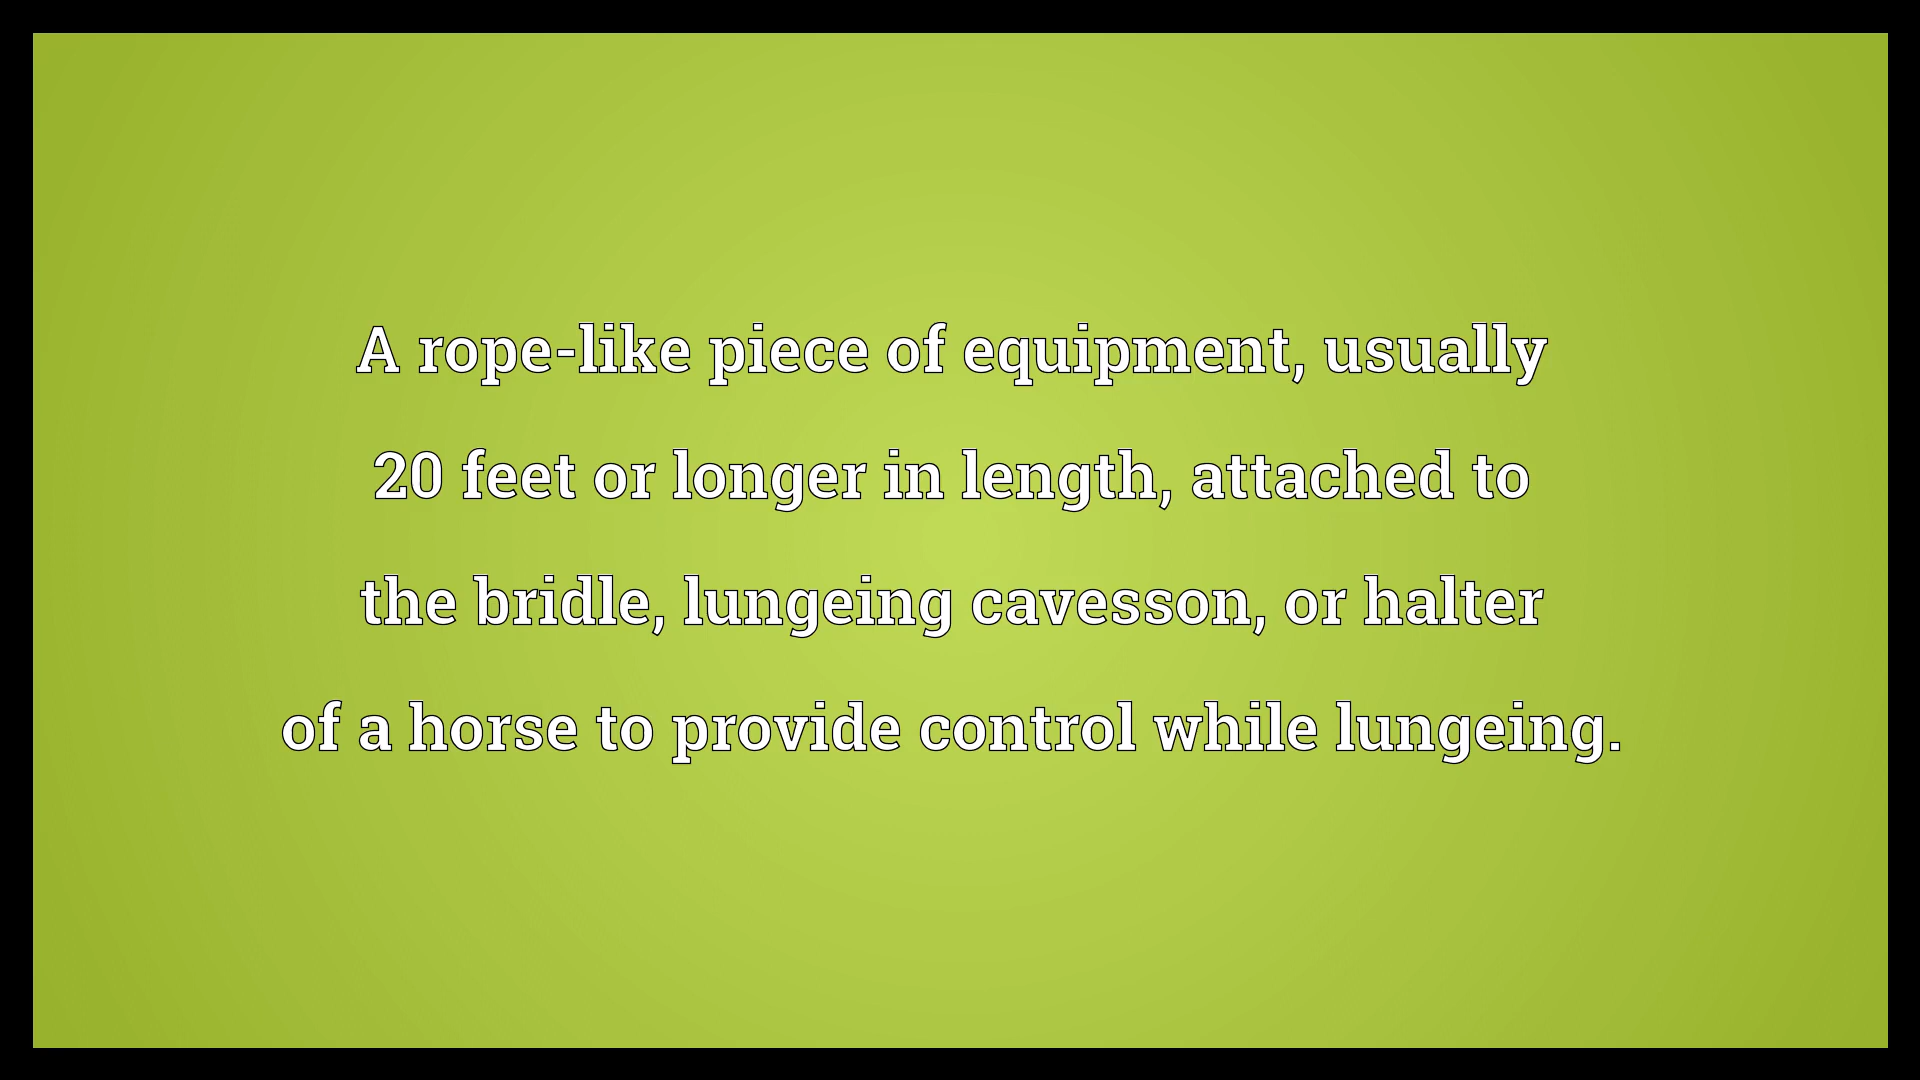 A rope-like piece of equipment, usually
20 feet or longer in length, attached to
the bridle, lungeing cavesson, or halter
of a horse to provide control while lungeing.